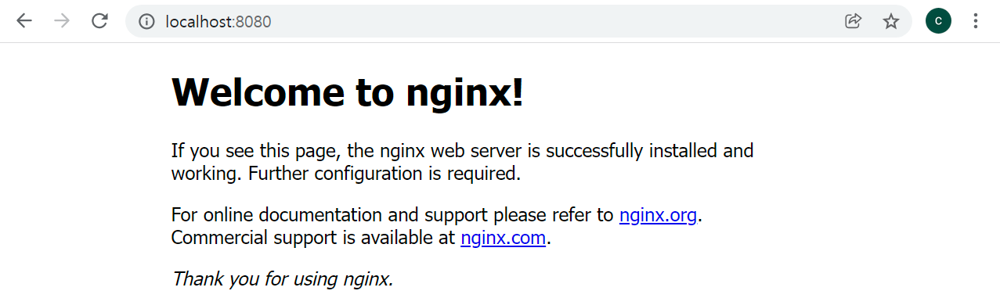 localhost:8080
C
Welcome to nginx!
If you see this page, the nginx web server is successfully installed and
working. Further configuration is required.
For online documentation and support please refer to nginx.org.
Commercial support is available at nginx.com.
Thank you for using nginx.